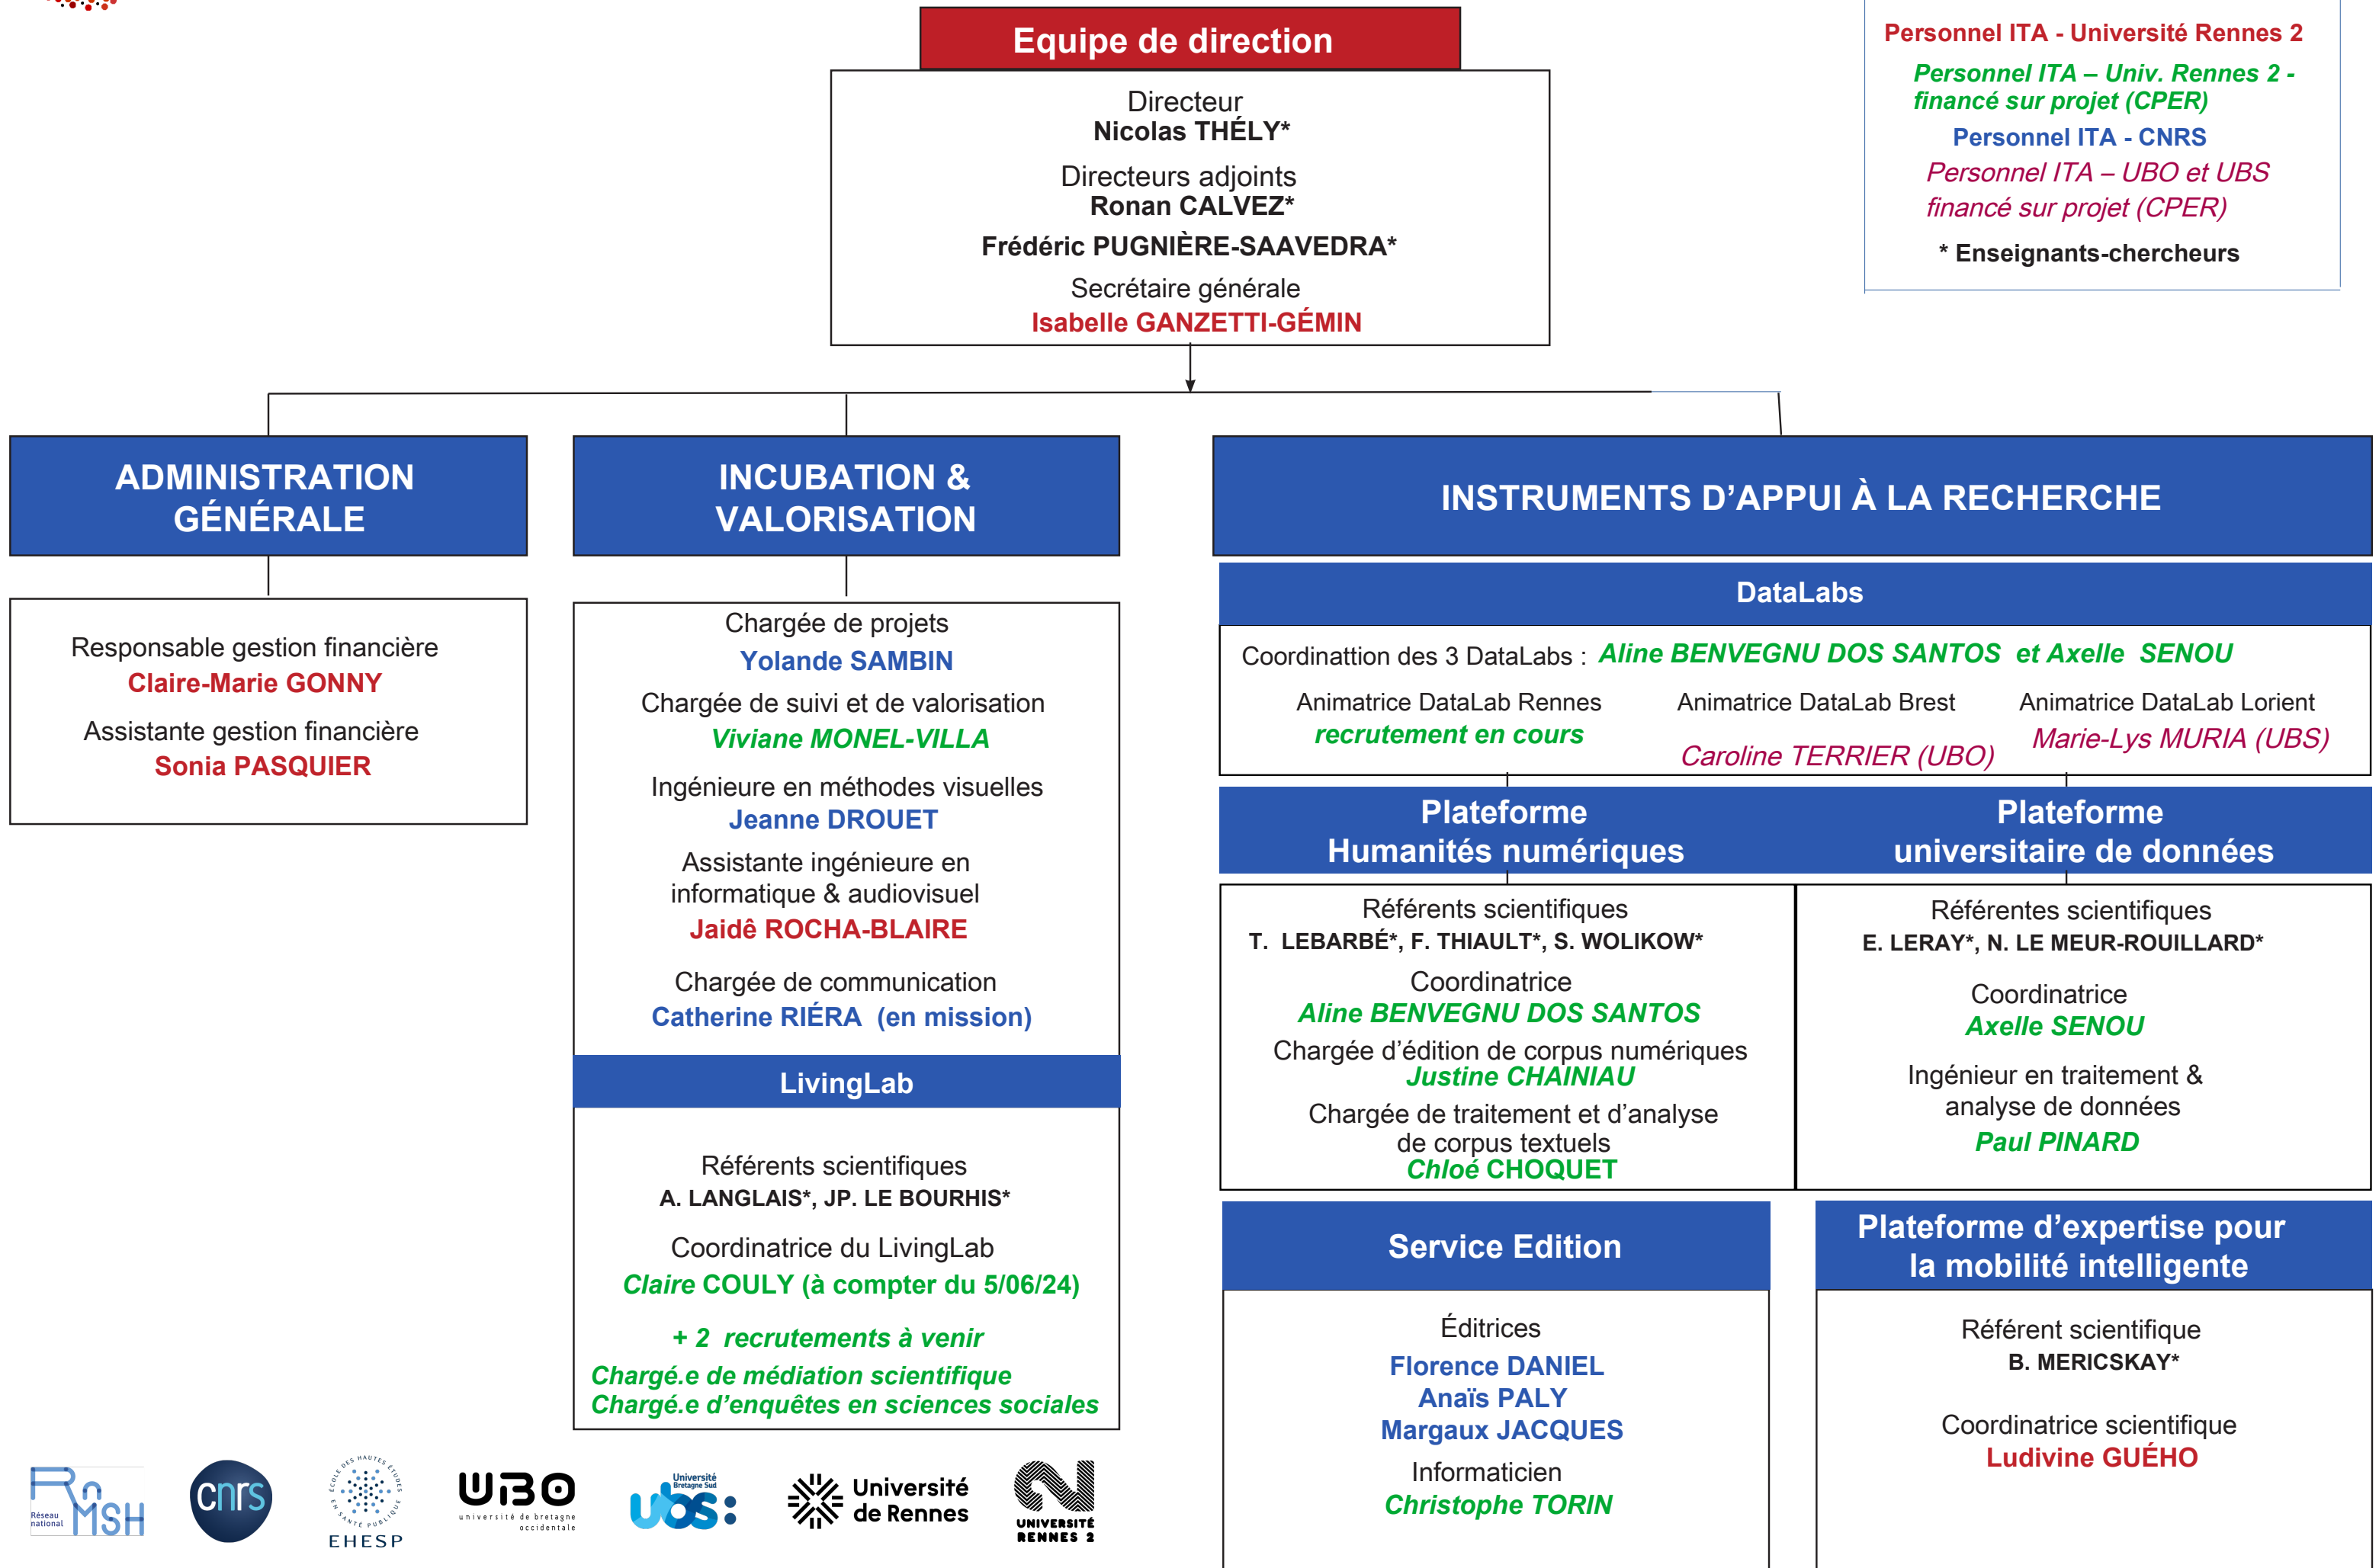 Equipe de direction
Directeur
Nicolas THÉLY*
Directeurs adjoints
Ronan CALVEZ*
Frédéric PUGNIÈRE-SAAVEDRA*
Secrétaire générale
Isabelle GANZETTI-GÉMIN
Personnel ITA - Université Rennes 2
Personnel ITA – Univ. Rennes 2 -
financé sur projet (CPER)
Personnel ITA - CNRS
Personnel ITA – UBO et UBS
financé sur projet (CPER)
* Enseignants-chercheurs
ADMINISTRATION
GÉNÉRALE
Responsable gestion financière
Claire-Marie GONNY
Assistante gestion financière
Sonia PASQUIER
INCUBATION &
VALORISATION
Chargée de projets
Yolande SAMBIN
Chargée de suivi et de valorisation
Viviane MONEL-VILLA
Ingénieure en méthodes visuelles
Jeanne DROUET
Assistante ingénieure en
informatique & audiovisuel
Jaidê ROCHA-BLAIRE
Chargée de communication
Catherine RIÉRA (en mission)
LivingLab
Référents scientifiques
A. LANGLAIS*, JP. LE BOURHIS*
Coordinatrice du LivingLab
Claire COULY (à compter du 5/06/24)
+ 2 recrutements à venir
Chargé.e de médiation scientifique
Chargé.e d’enquêtes en sciences sociales
INSTRUMENTS D’APPUI À LA RECHERCHE
DataLabs
Coordinattion des 3 DataLabs : Aline BENVEGNU DOS SANTOS et Axelle SENOU
Animatrice DataLab Rennes
recrutement en cours
Animatrice DataLab Brest
Caroline TERRIER (UBO)
Animatrice DataLab Lorient
Marie-Lys MURIA (UBS)
Plateforme
Humanités numériques
Référents scientifiques
T. LEBARBÉ*, F. THIAULT*, S. WOLIKOW*
Coordinatrice
Aline BENVEGNU DOS SANTOS
Chargée d’édition de corpus numériques
Justine CHAINIAU
Chargée de traitement et d’analyse
de corpus textuels
Chloé CHOQUET
Plateforme
universitaire de données
Référentes scientifiques
E. LERAY*, N. LE MEUR-ROUILLARD*
Coordinatrice
Axelle SENOU
Ingénieur en traitement &
analyse de données
Paul PINARD
Service Edition
Éditrices
Florence DANIEL
Anaïs PALY
Margaux JACQUES
Informaticien
Christophe TORIN
Plateforme d’expertise pour
la mobilité intelligente
Référent scientifique
B. MERICSKAY*
Coordinatrice scientifique
Ludivine GUÉHO
Réseau
national
RnMSH
cnrs
ÉCOLE DES HAUTES ÉTUDES
EN SANTÉ PUBLIQUE
EHESP
UBO
université de bretagne
occidentale
Université
Bretagne Sud
ubs:
Université
de Rennes
UNIVERSITÉ
RENNES 2